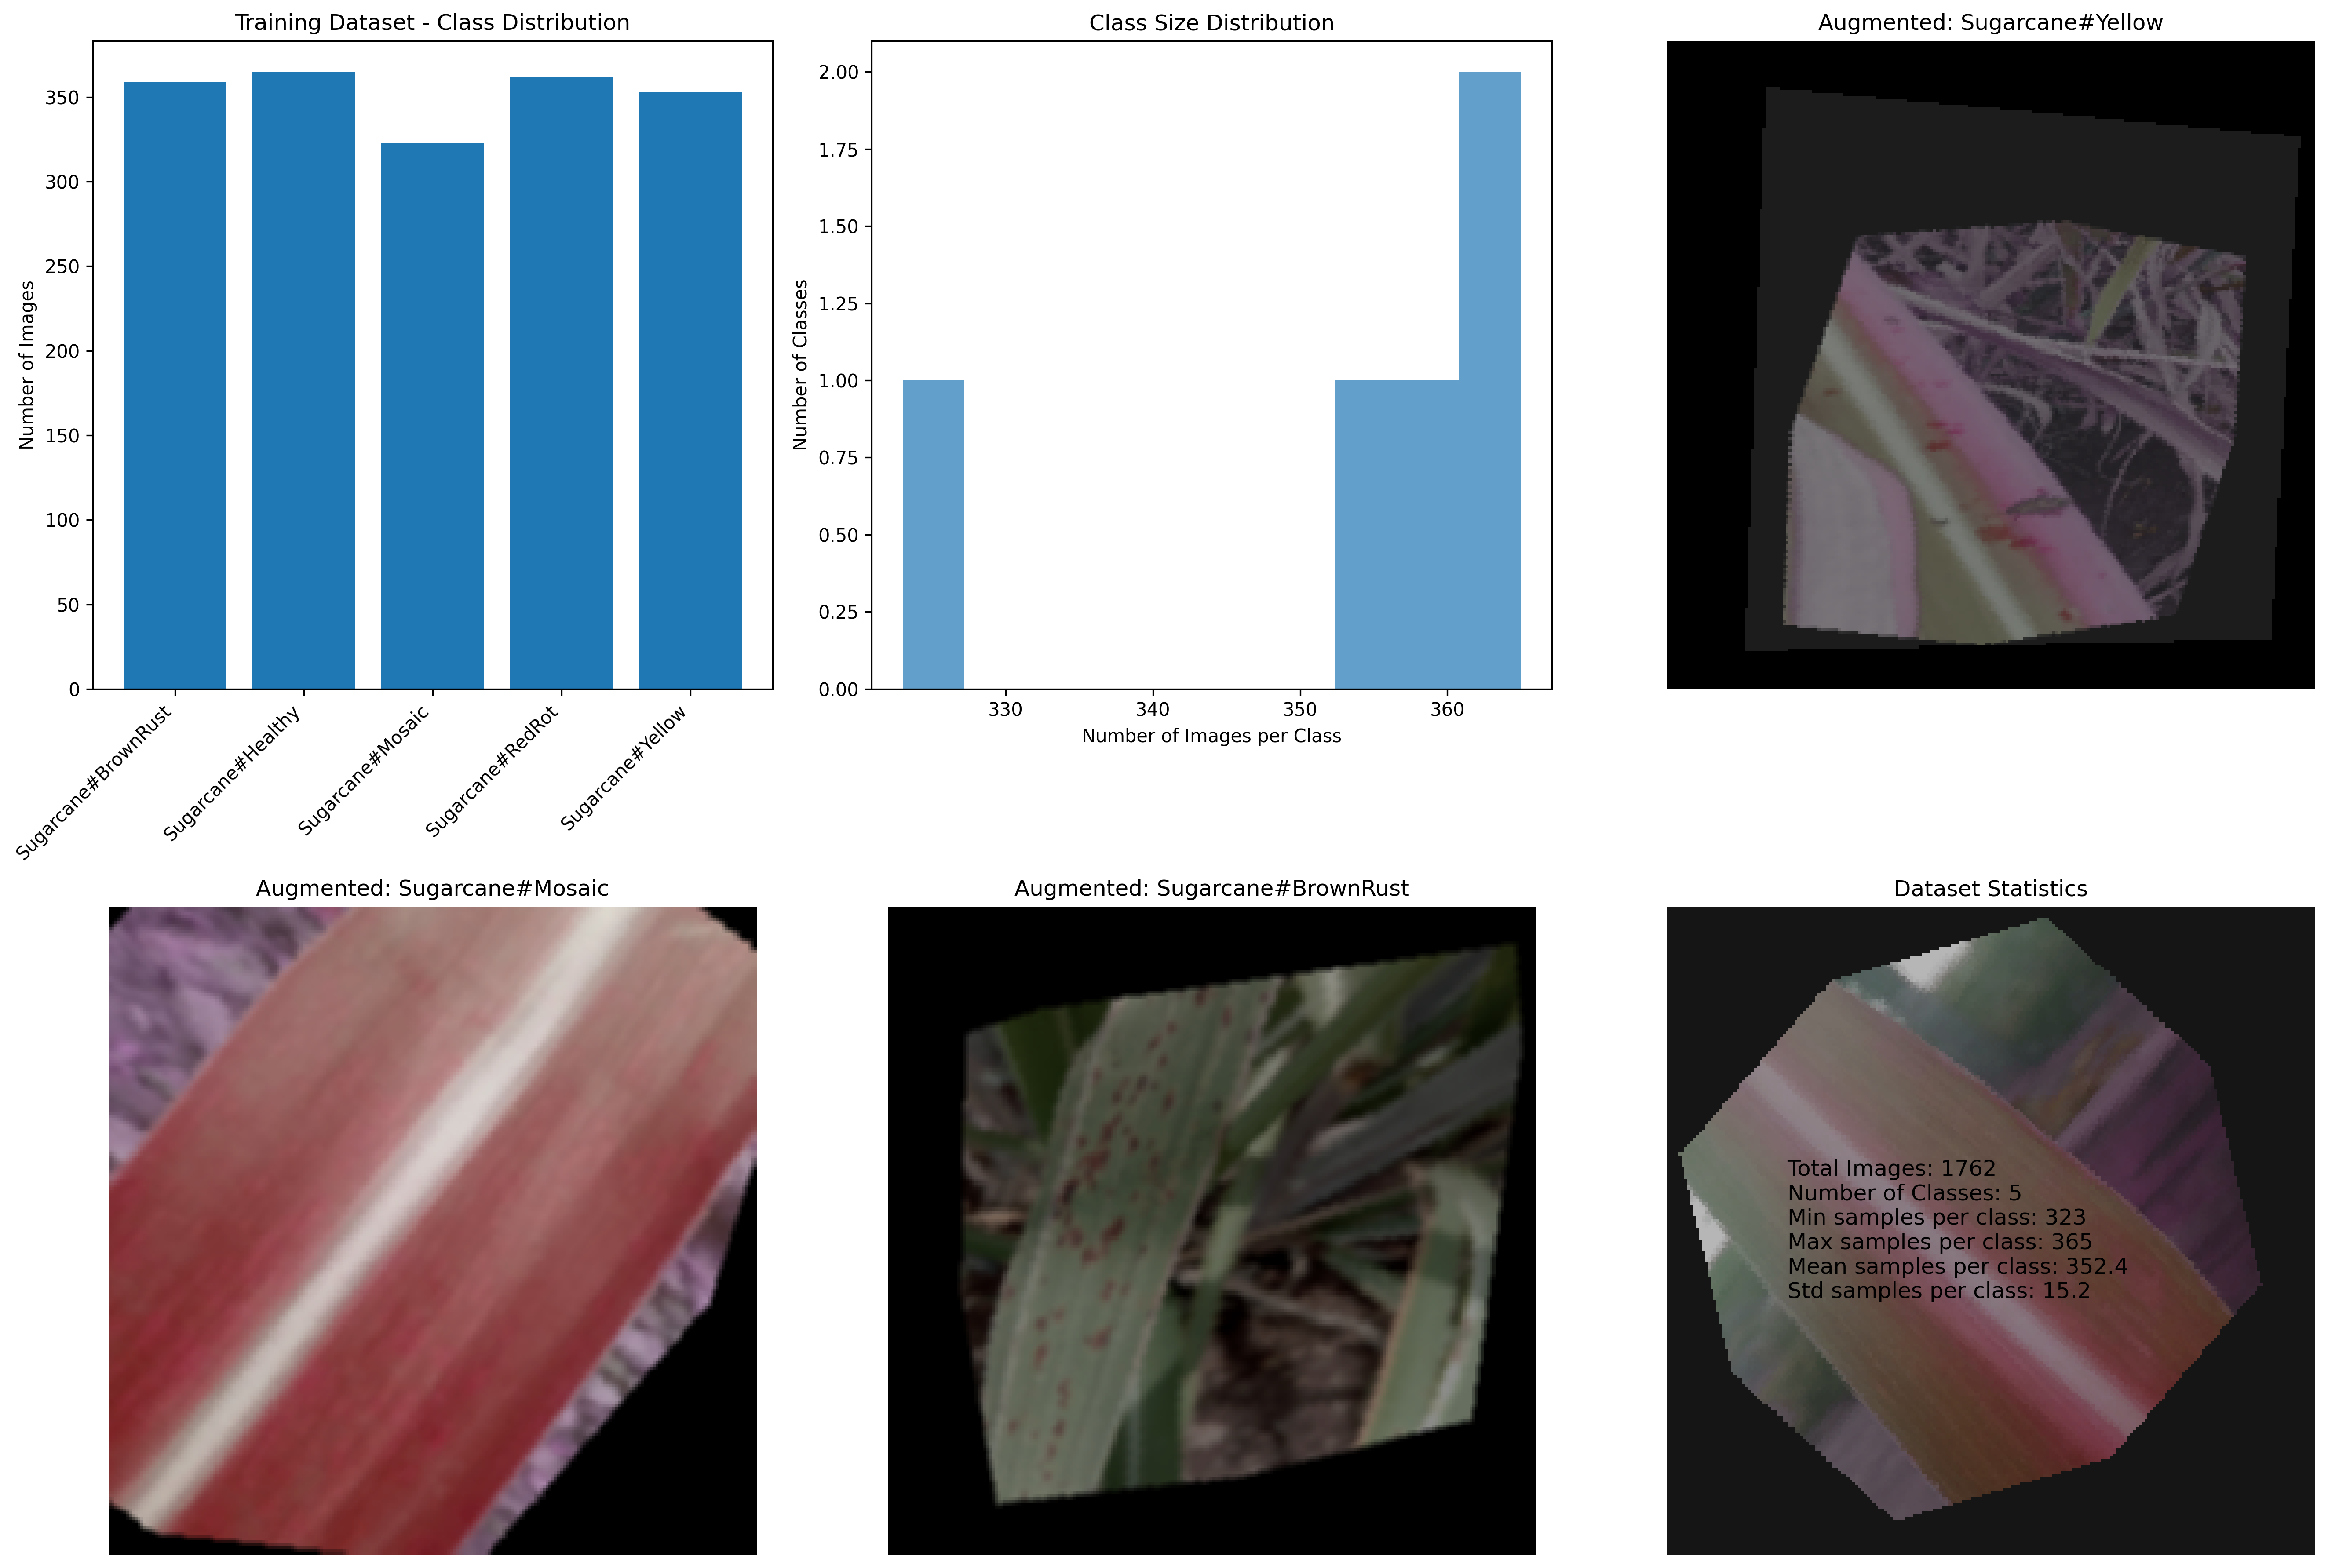 Training Dataset - Class Distribution
Number of Images
0
50
100
150
200
250
300
350
Sugarcane#BrownRust
Sugarcane#Healthy
Sugarcane#Mosaic
Sugarcane#RedRot
Sugarcane#Yellow
Class Size Distribution
Number of Classes
0.00
0.25
0.50
0.75
1.00
1.25
1.50
1.75
2.00
330
340
350
360
Number of Images per Class
Augmented: Sugarcane#Yellow
Augmented: Sugarcane#Mosaic
Augmented: Sugarcane#BrownRust
Dataset Statistics
Total Images: 1762
Number of Classes: 5
Min samples per class: 323
Max samples per class: 365
Mean samples per class: 352.4
Std samples per class: 15.2